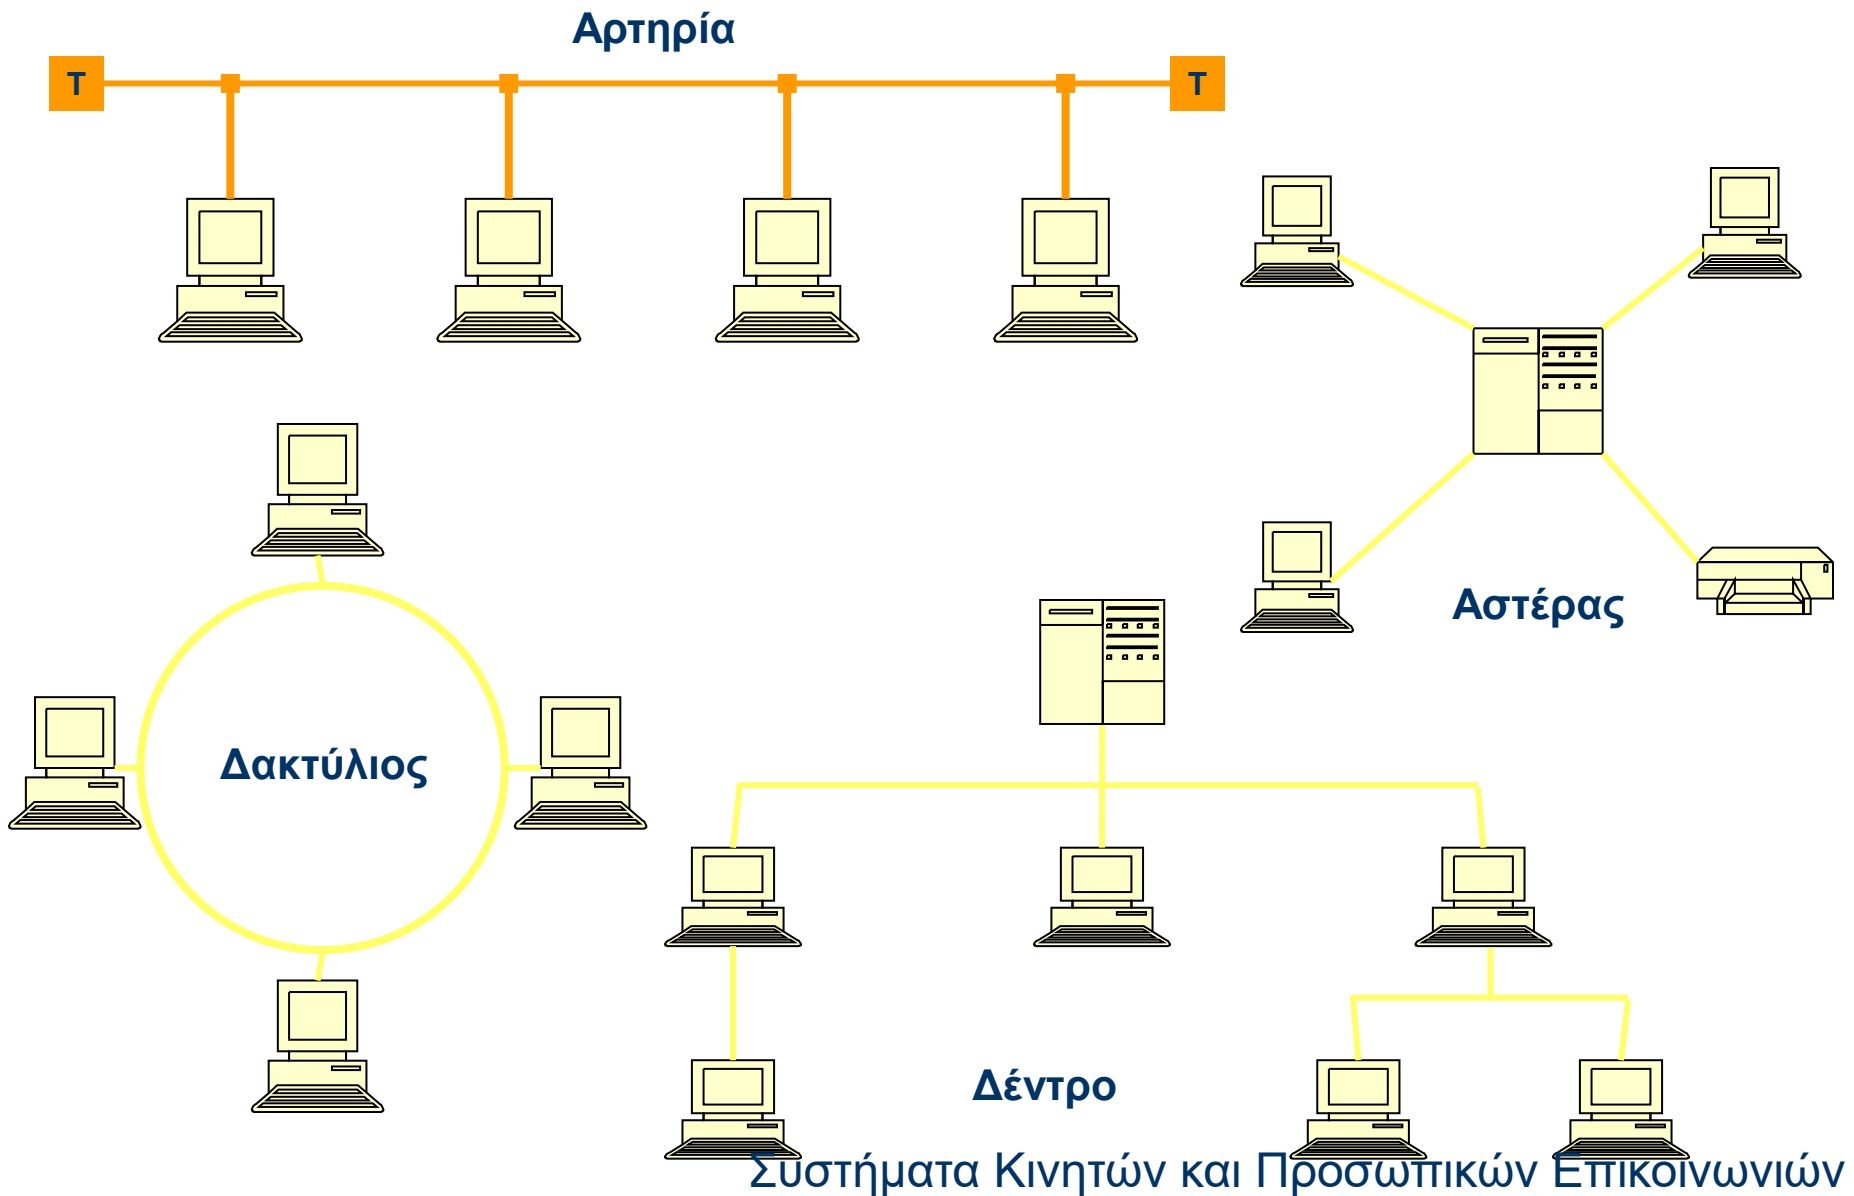 Αρτηρία
T T
Αστέρας
Δακτύλιος
Δέντρο
Συστήματα Κινητών και Προσωπικών Επικοινωνιών